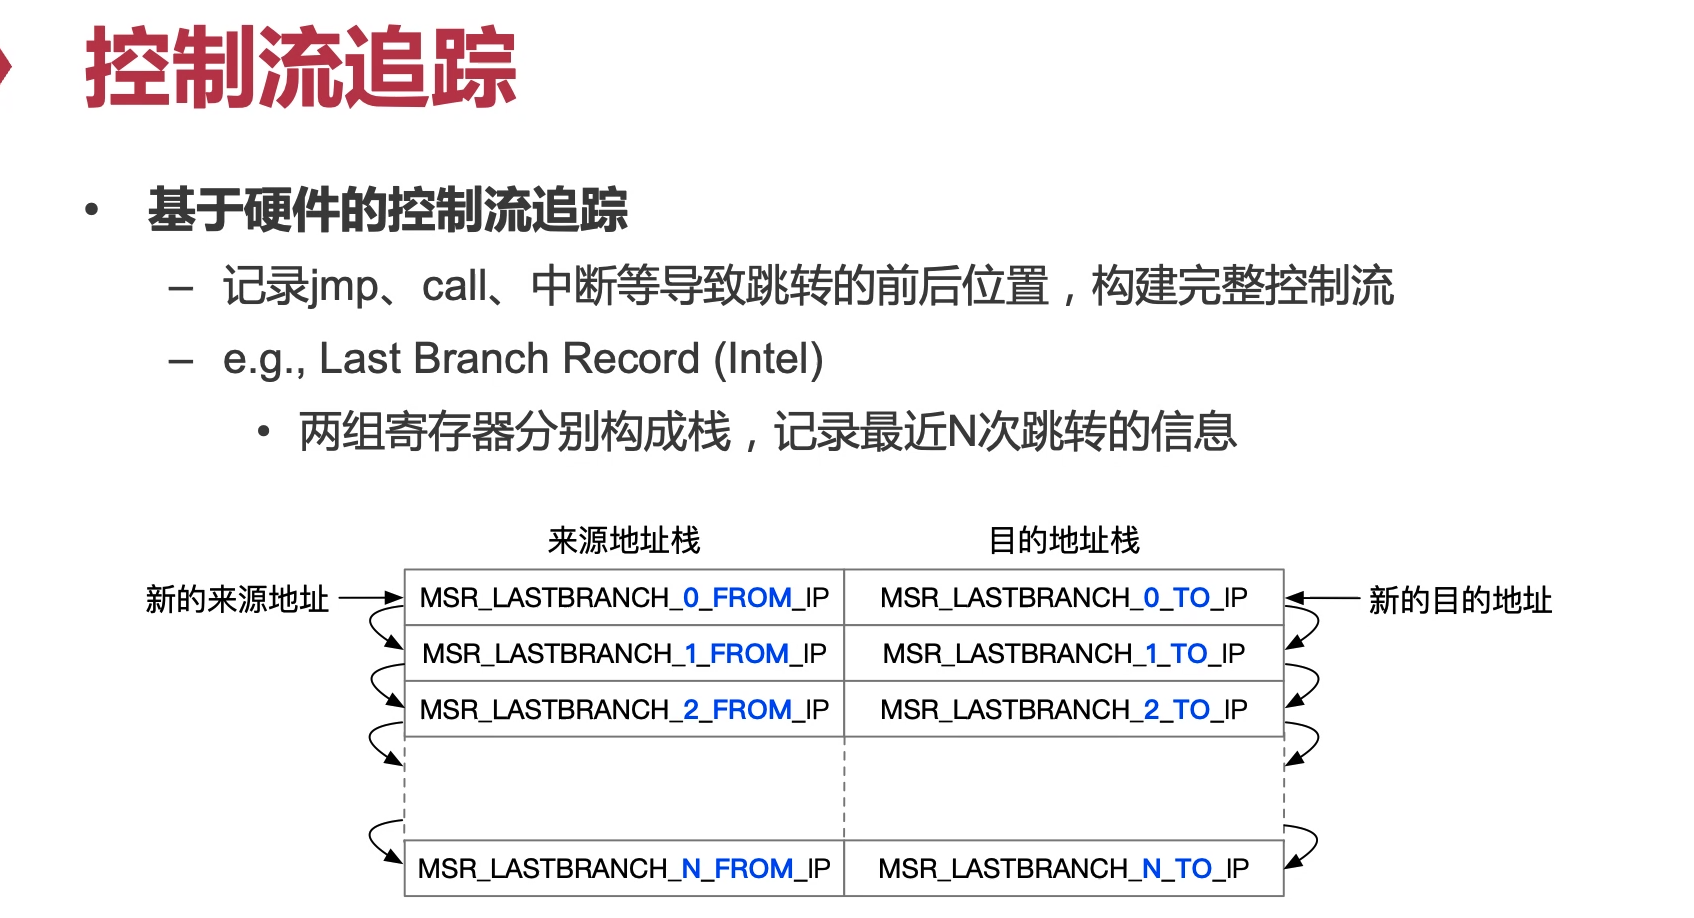 控制流追踪
• 基于硬件的控制流追踪
– 记录jmp、call、中断等导致跳转的前后位置，构建完整控制流
– e.g., Last Branch Record (Intel)
• 两组寄存器分别构成栈，记录最近N次跳转的信息
来源地址栈 目的地址栈
新的来源地址 MSR_LASTBRANCH_0_FROM_IP MSR_LASTBRANCH_0_TO_IP 新的目的地址
MSR_LASTBRANCH_1_FROM_IP MSR_LASTBRANCH_1_TO_IP
MSR_LASTBRANCH_2_FROM_IP MSR_LASTBRANCH_2_TO_IP
MSR_LASTBRANCH_N_FROM_IP MSR_LASTBRANCH_N_TO_IP